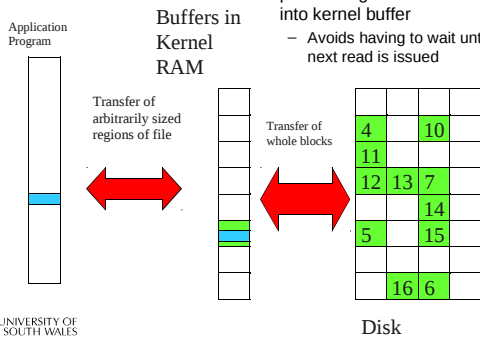 into kernel buffer
– Avoids having to wait
next read is issued
Application
Program
Buffers in
Kernel
RAM
Transfer of
arbitrarily sized
regions of file
Transfer of
whole blocks
4 10
11
12 13 7
14
5 15
16 6
UNIVERSITY OF
SOUTH WALES
Disk